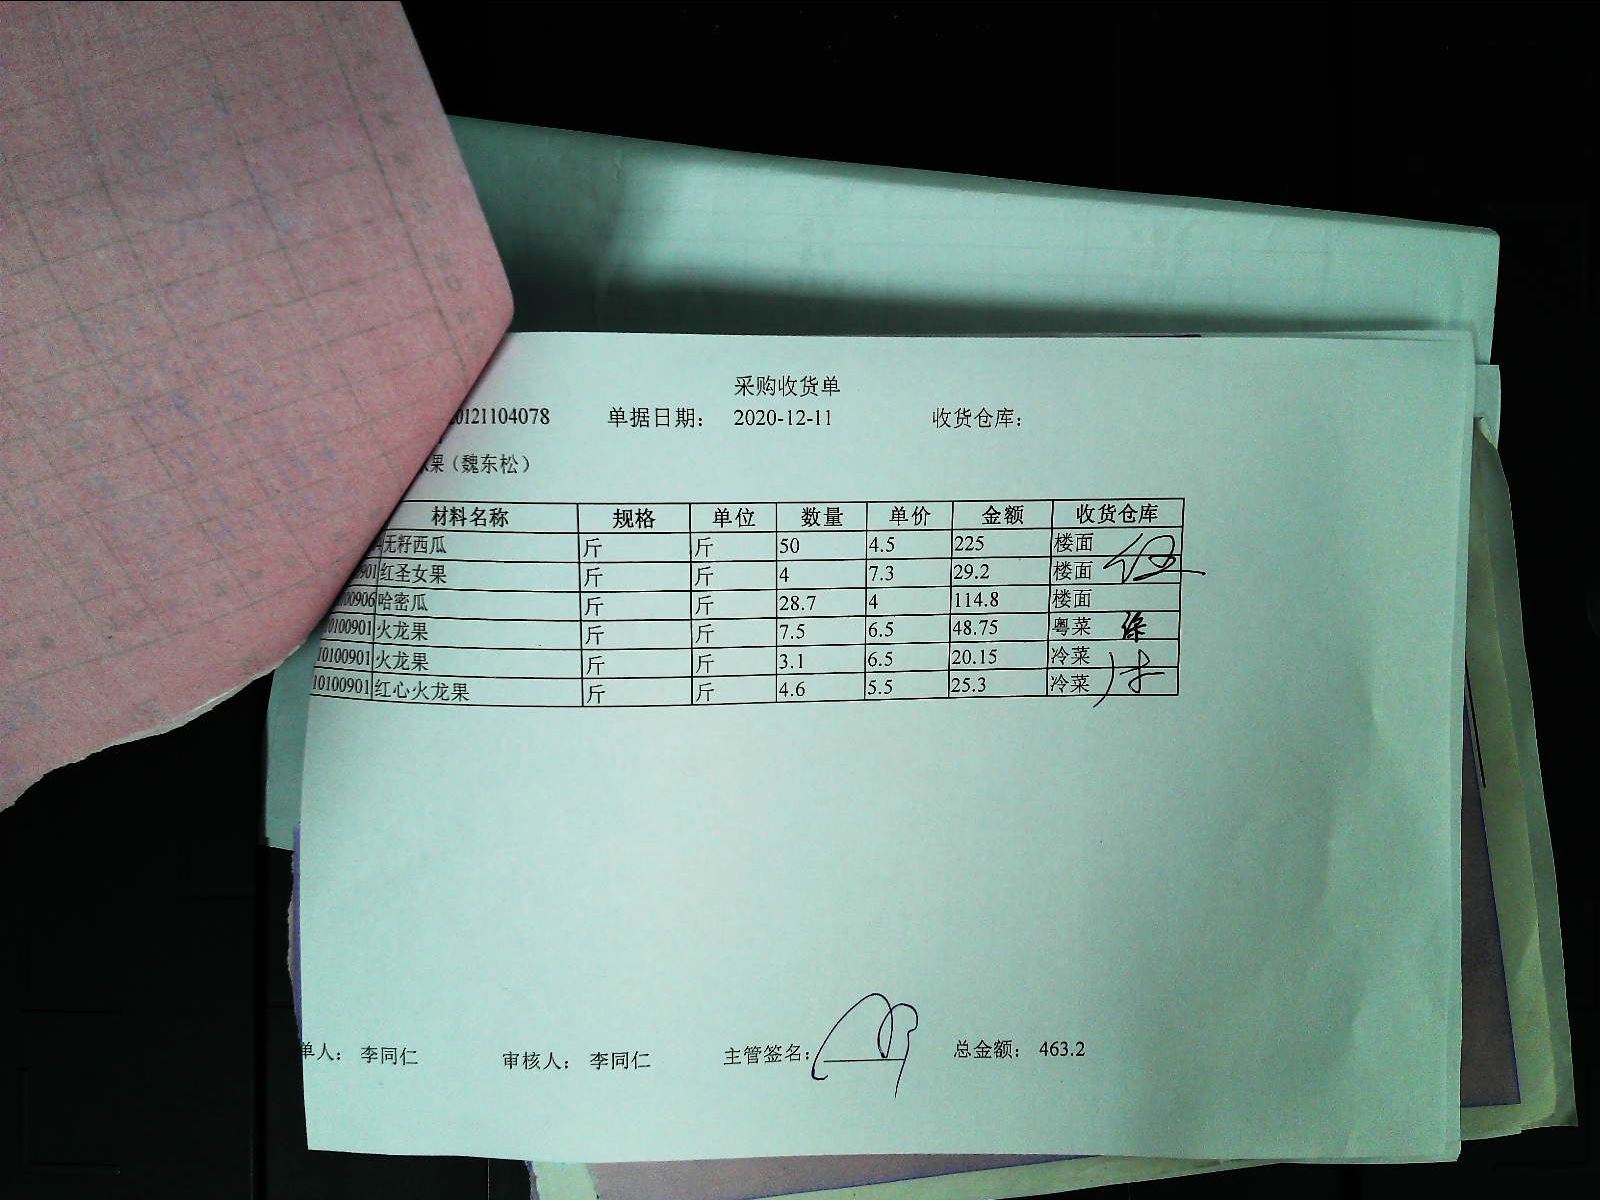 采购收货单
20121104078 单据日期： 2020-12-11 收货仓库：
果（魏东松）
材料名称 规格 单位 数量 单价 金额 收货仓库
无籽西瓜 斤 斤 50 4.5 225 楼面
901 红圣女果 斤 斤 4 7.3 29.2 楼面
100906 哈密瓜 斤 斤 28.7 4 114.8 楼面
10100901 火龙果 斤 斤 7.5 6.5 48.75 粤菜
10100901 火龙果 斤 斤 3.1 6.5 20.15 冷菜
10100901 红心火龙果 斤 斤 4.6 5.5 25.3 冷菜
单人： 李同仁 审核人： 李同仁 主管签名： 总金额： 463.2